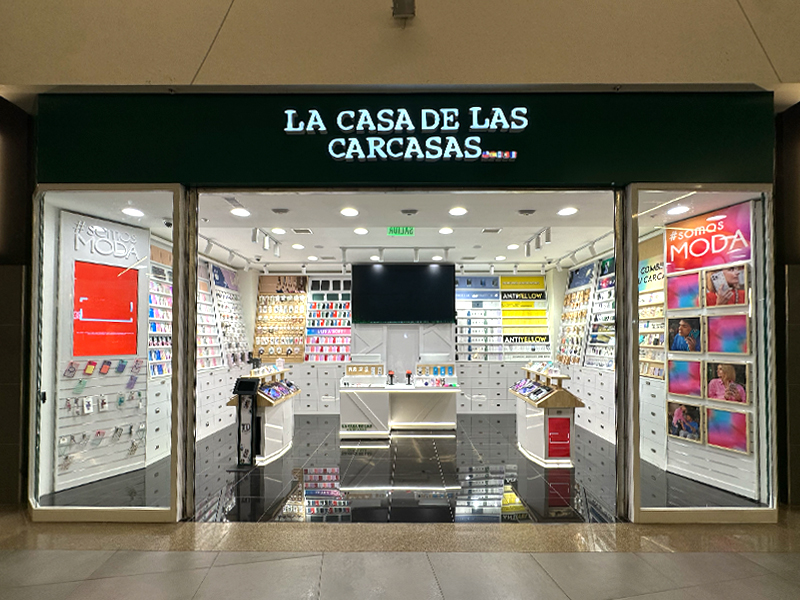 LA CASA DE LAS
CARCASAS
#somos
MODA
#somos
MODA
SALIDA
ANTIYELLOW
ANTIYELLOW